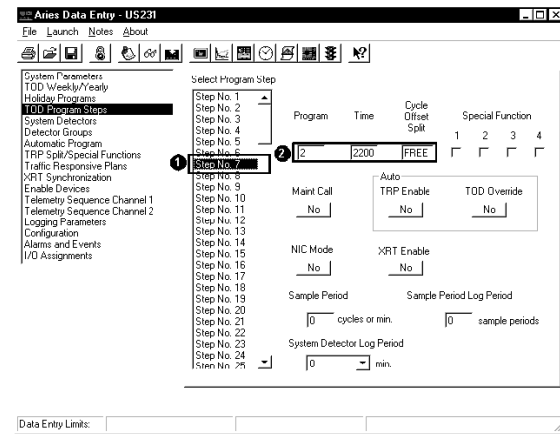 Aries Data Entry - US231
File Launch Notes About
System Parameters
TOD Weekly/Yearly
Holiday Programs
TOD Program Steps
System Detectors
Detector Groups
Automatic Program
TRP Split/Special Functions
Traffic Responsive Plans
XRT Synchronization
Enable Devices
Telemetry Sequence Channel 1
Telemetry Sequence Channel 2
Logging Parameters
Configuration
Alarms and Events
I/O Assignments
Select Program Step
Step No. 1
Step No. 2
Step No. 3
Step No. 4
Step No. 5
Step No. 6
1
Step No. 7
Step No. 8
Step No. 9
Step No. 10
Step No. 11
Step No. 12
Step No. 13
Step No. 14
Step No. 15
Step No. 16
Step No. 17
Step No. 18
Step No. 19
Step No. 20
Step No. 21
Step No. 22
Step No. 23
Step No. 24
Step No. 25
Program Time Cycle Offset Split Special Function
1 2 3 4
2
2 2200 FREE
Auto
Maint Call TRP Enable TOD Override
No No No
NIC Mode XRT Enable
No No
Sample Period Sample Period Log Period
0 cycles or min. 0 sample periods
System Detector Log Period
0 min.
Data Entry Limits: